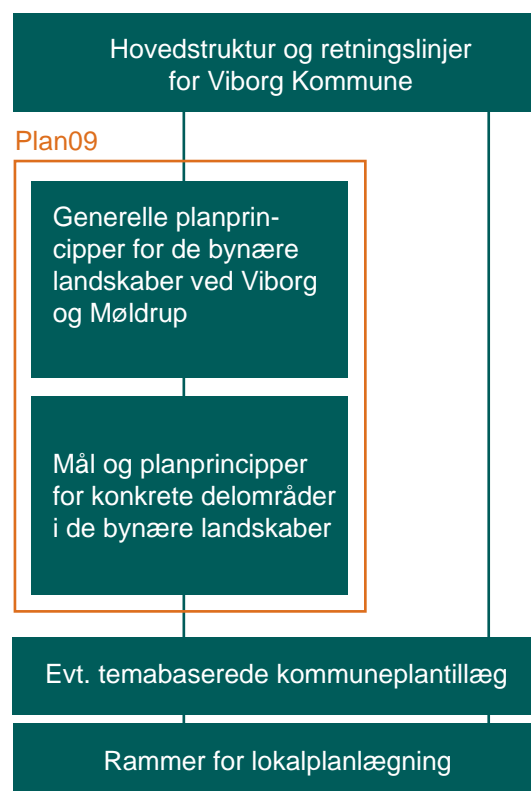 Hovedstruktur og retningslinjer
for Viborg Kommune
Plan09
Generelle planprin-
cipper for de bynære
landskaber ved Viborg
og Møldrup
Mål og planprincipper
for konkrete delområder
i de bynære landskaber
Evt. temabaserede kommuneplantillæg
Rammer for lokalplanlægning